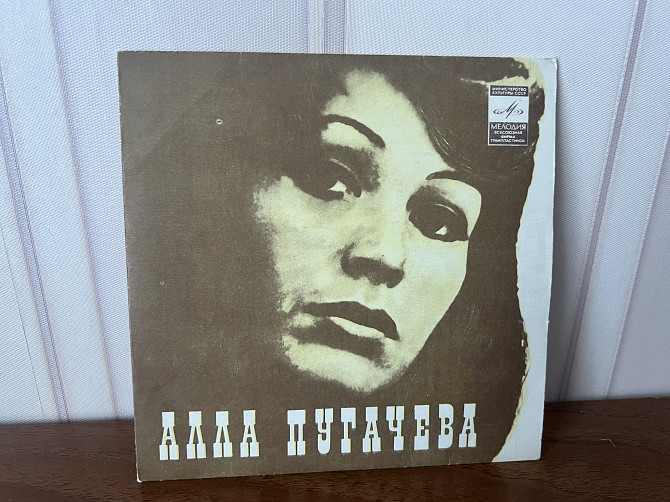 МИНИСТЕРСТВО
КУЛЬТУРЫ СССР
МЕЛОДИЯ
ВСЕСОЮЗНАЯ
ФИРМА
ГРАМПЛАСТИНОК
АЛЛА ПУГАЧЕВА